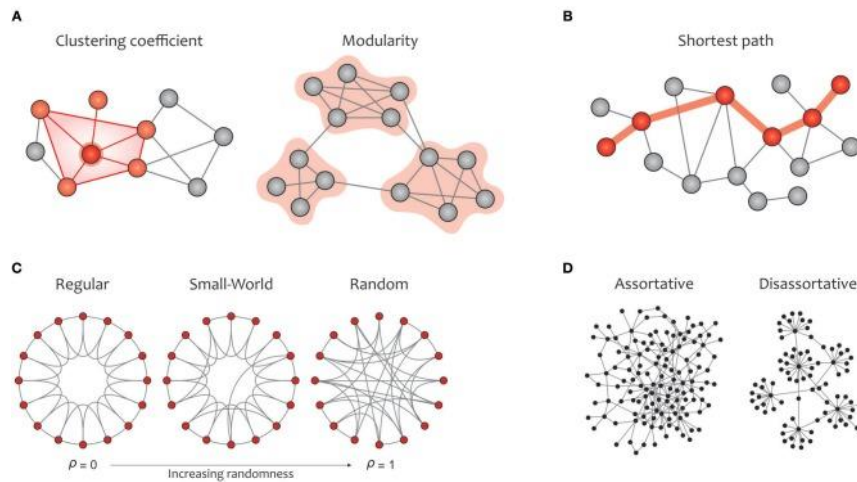 A
Clustering coefficient
Modularity
B
Shortest path
C
Regular
Small-World
Random
ρ = 0
Increasing randomness
ρ = 1
D
Assortative
Disassortative